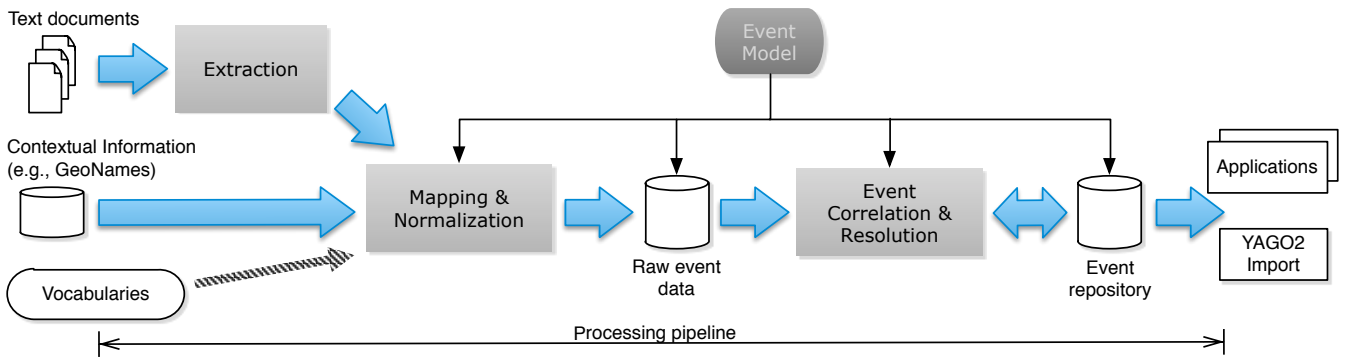 Text documents
Extraction
Event
Model
Contextual Information
(e.g., GeoNames)
Mapping &
Normalization
Raw event
data
Event
Correlation &
Resolution
Event
repository
Applications
YAGO2
Import
Vocabularies
Processing pipeline